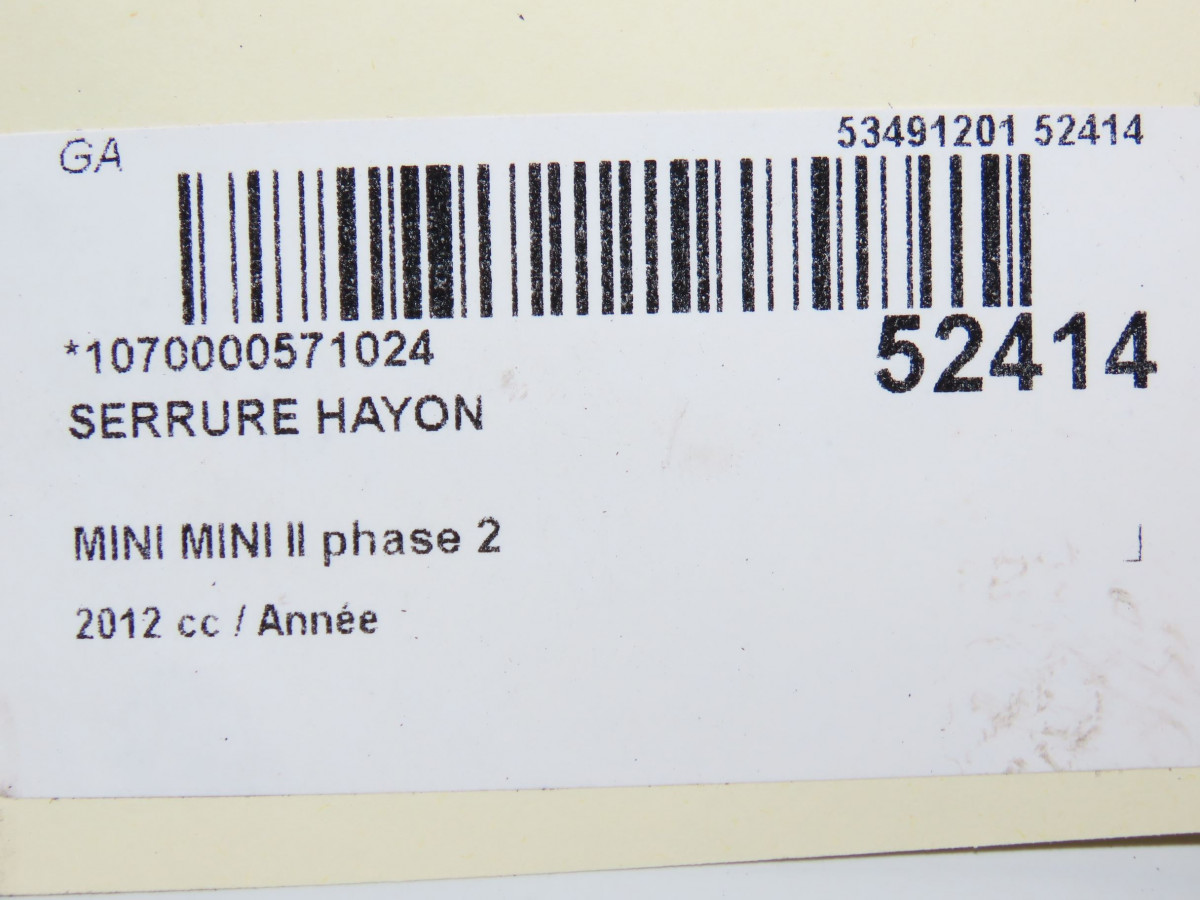 GA
53491201 52414
*1070000571024
52414
SERRURE HAYON
MINI MINI II phase 2
2012 cc / Année